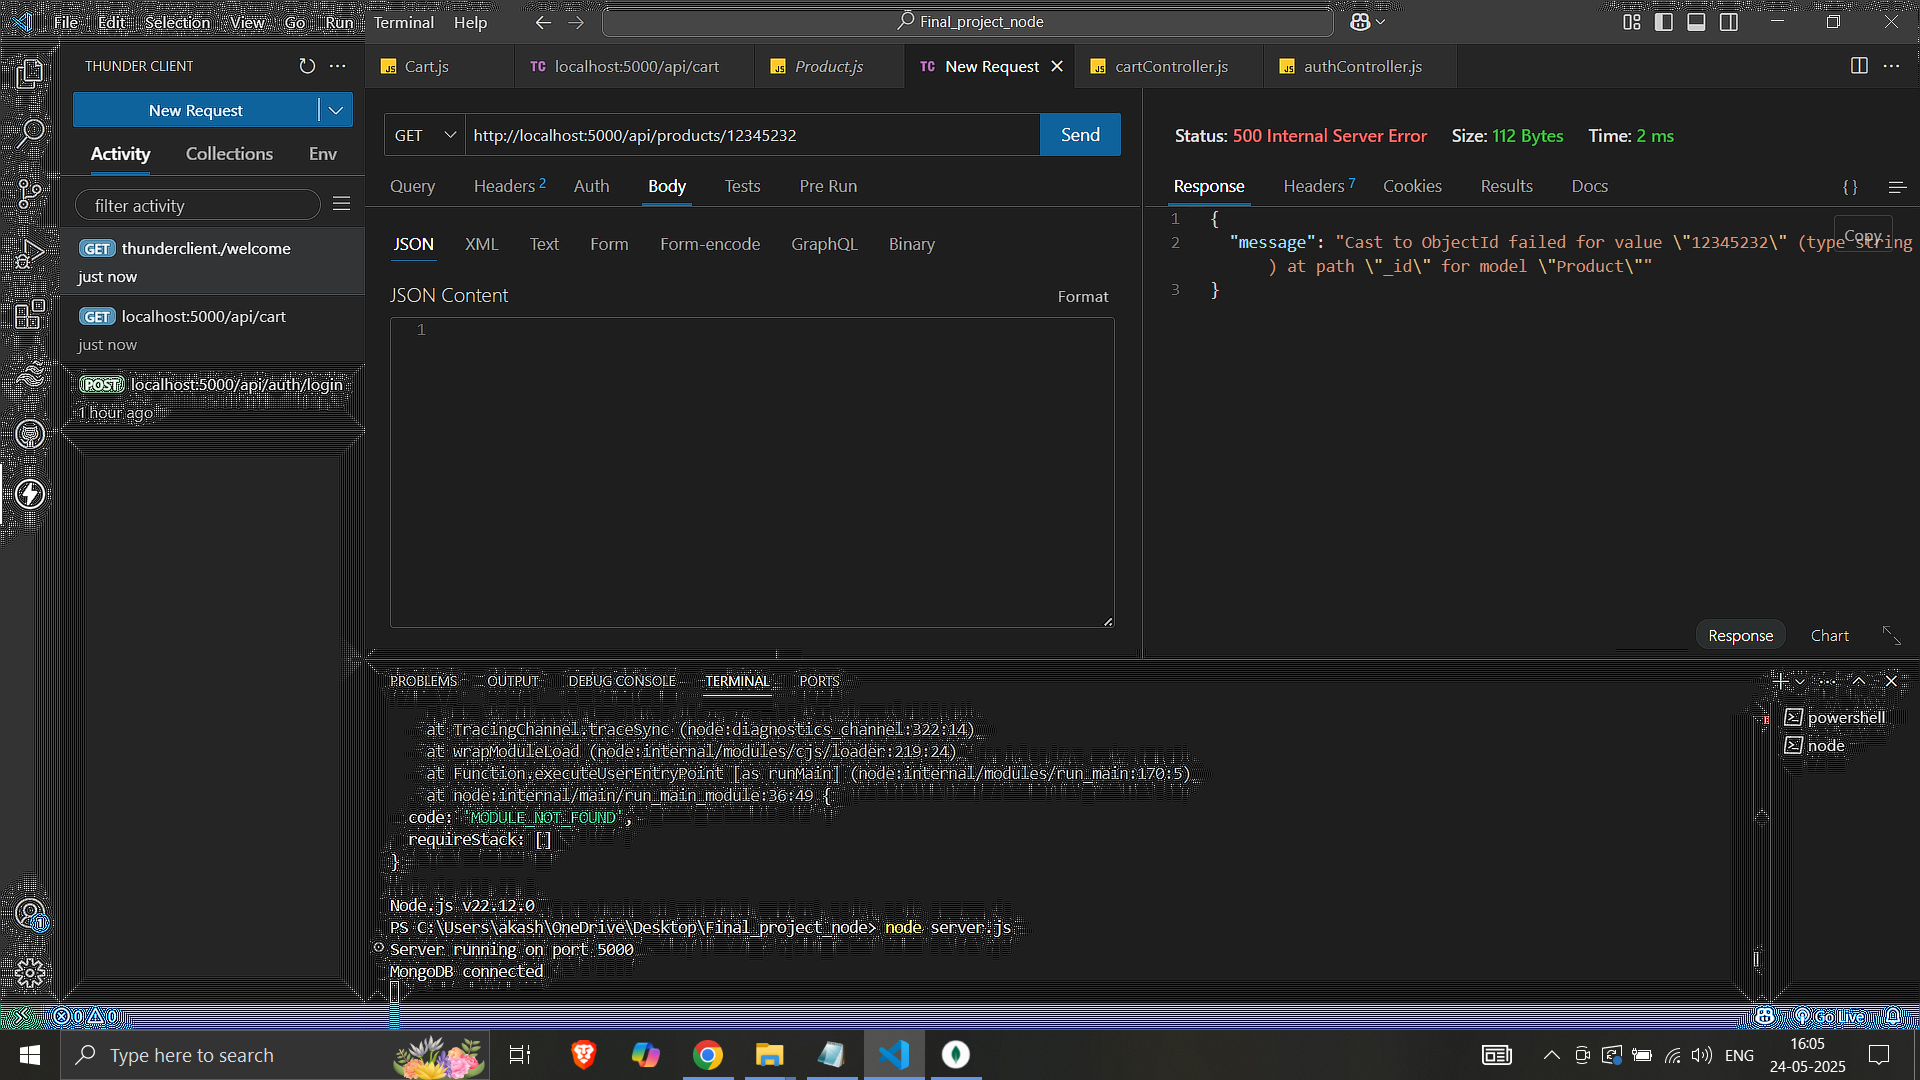 File Edit Selection View Go Run Terminal Help
Final_project_node
THUNDER CLIENT
New Request
Activity Collections Env
filter activity
GET thunderclient./welcome
just now
GET localhost:5000/api/cart
just now
POST localhost:5000/api/auth/login
1 hour ago
JS Cart.js TC localhost:5000/api/cart JS Product.js TC New Request JS cartController.js JS authController.js
GET http://localhost:5000/api/products/12345232 Send
Query Headers 2 Auth Body Tests Pre Run
JSON XML Text Form Form-encode GraphQL Binary
JSON Content Format
1
Status: 500 Internal Server Error Size: 112 Bytes Time: 2 ms
Response Headers 7 Cookies Results Docs {}
Copy
1 {
2 "message": "Cast to ObjectId failed for value \"12345232\" (type string
) at path \"_id\" for model \"Product\""
3 }
Response Chart
PROBLEMS OUTPUT DEBUG CONSOLE TERMINAL PORTS
at TracingChannel.traceSync (node:diagnostics_channel:322:14)
at wrapModuleLoad (node:internal/modules/cjs/loader:219:24)
at Function.executeUserEntryPoint [as runMain] (node:internal/modules/run_main:170:5)
at node:internal/main/run_main_module:36:49 {
code: 'MODULE_NOT_FOUND',
requireStack: []
}
Node.js v22.12.0
PS C:\Users\akash\OneDrive\Desktop\Final_project_node> node server.js
Server running on port 5000
MongoDB connected
powershell
node
1
0 0 Go Live
Type here to search
ENG
16:05
24-05-2025